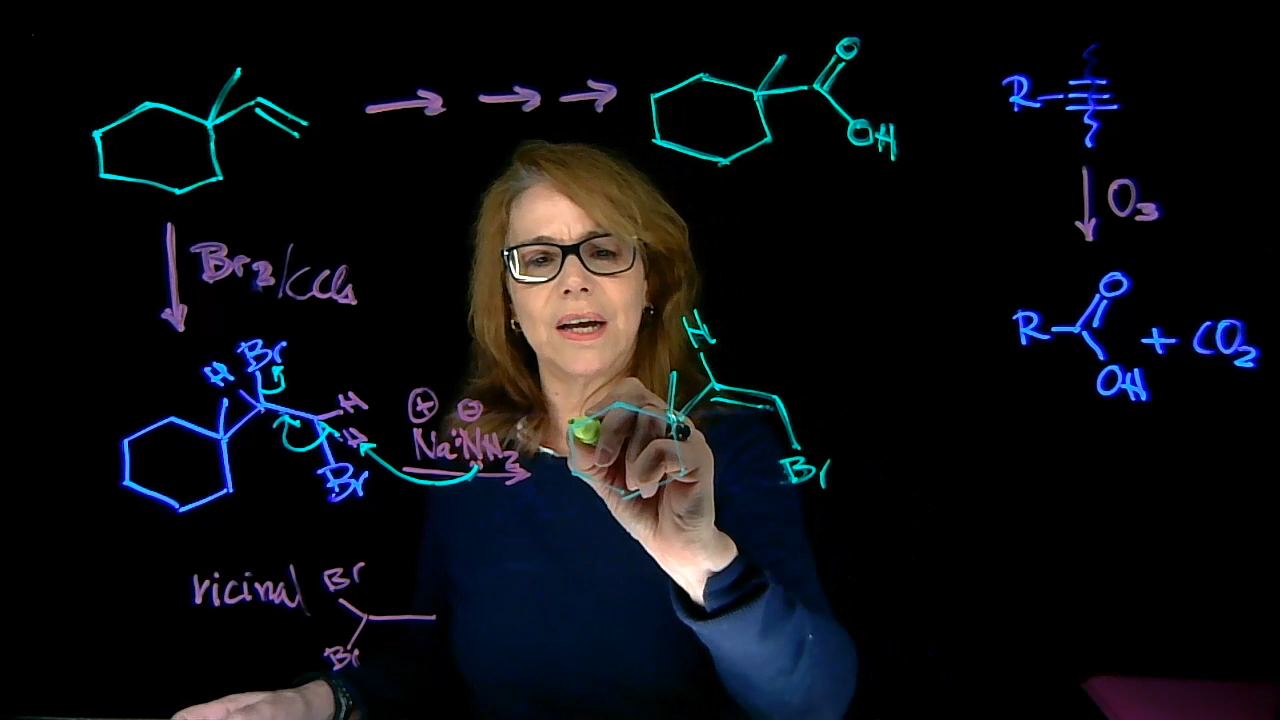 O
OH
R
O3
Br2/CCl4
O
R + CO2
OH
H
Br
H
H
H
Br
⊕ ⊖
Na :NH2
H
Br
vicinal
Br
Br